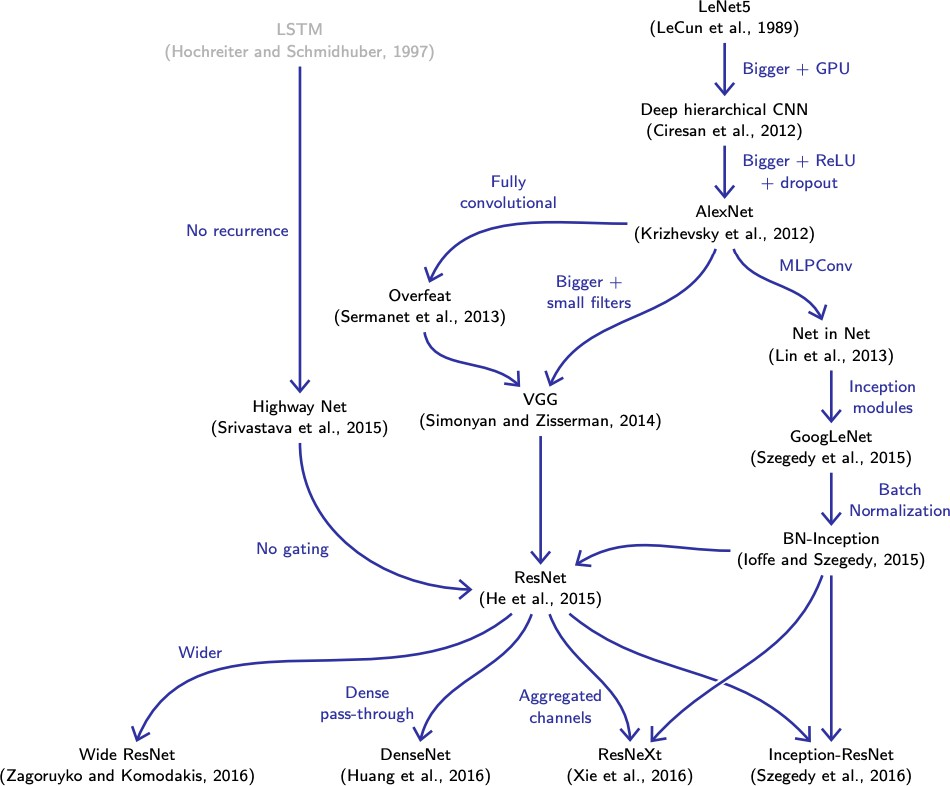 LeNet5
(LeCun et al., 1989)
LSTM
(Hochreiter and Schmidhuber, 1997)
Bigger + GPU
Deep hierarchical CNN
(Ciresan et al., 2012)
Bigger + ReLU
+ dropout
Fully
convolutional
AlexNet
(Krizhevsky et al., 2012)
No recurrence
MLPConv
Bigger +
small filters
Overfeat
(Sermanet et al., 2013)
Net in Net
(Lin et al., 2013)
Inception
modules
Highway Net
(Srivastava et al., 2015)
VGG
(Simonyan and Zisserman, 2014)
GoogLeNet
(Szegedy et al., 2015)
Batch
Normalization
No gating
BN-Inception
(Ioffe and Szegedy, 2015)
ResNet
(He et al., 2015)
Wider
Dense
pass-through
Aggregated
channels
Wide ResNet
(Zagoruyko and Komodakis, 2016)
DenseNet
(Huang et al., 2016)
ResNeXt
(Xie et al., 2016)
Inception-ResNet
(Szegedy et al., 2016)